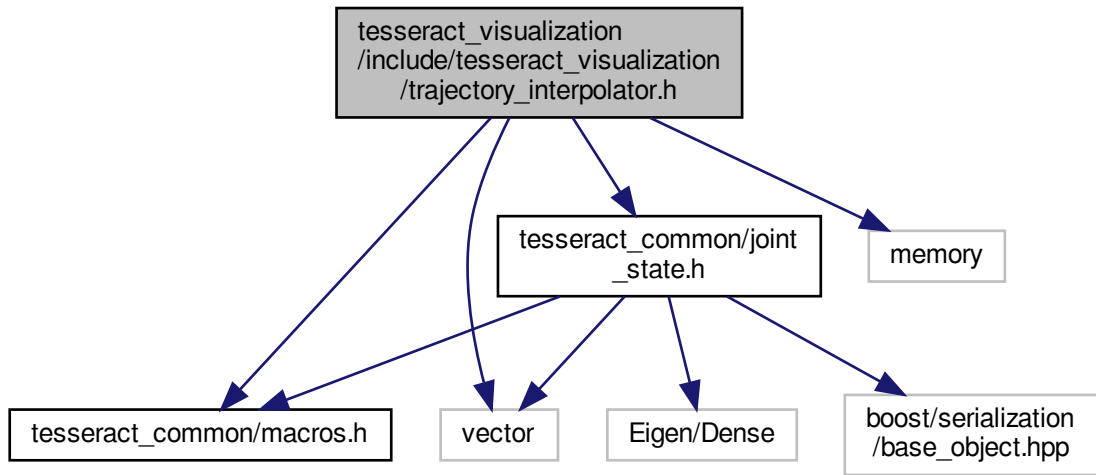 tesseract_visualization
/include/tesseract_visualization
/trajectory_interpolator.h
tesseract_common/joint
_state.h
memory
tesseract_common/macros.h
vector
Eigen/Dense
boost/serialization
/base_object.hpp